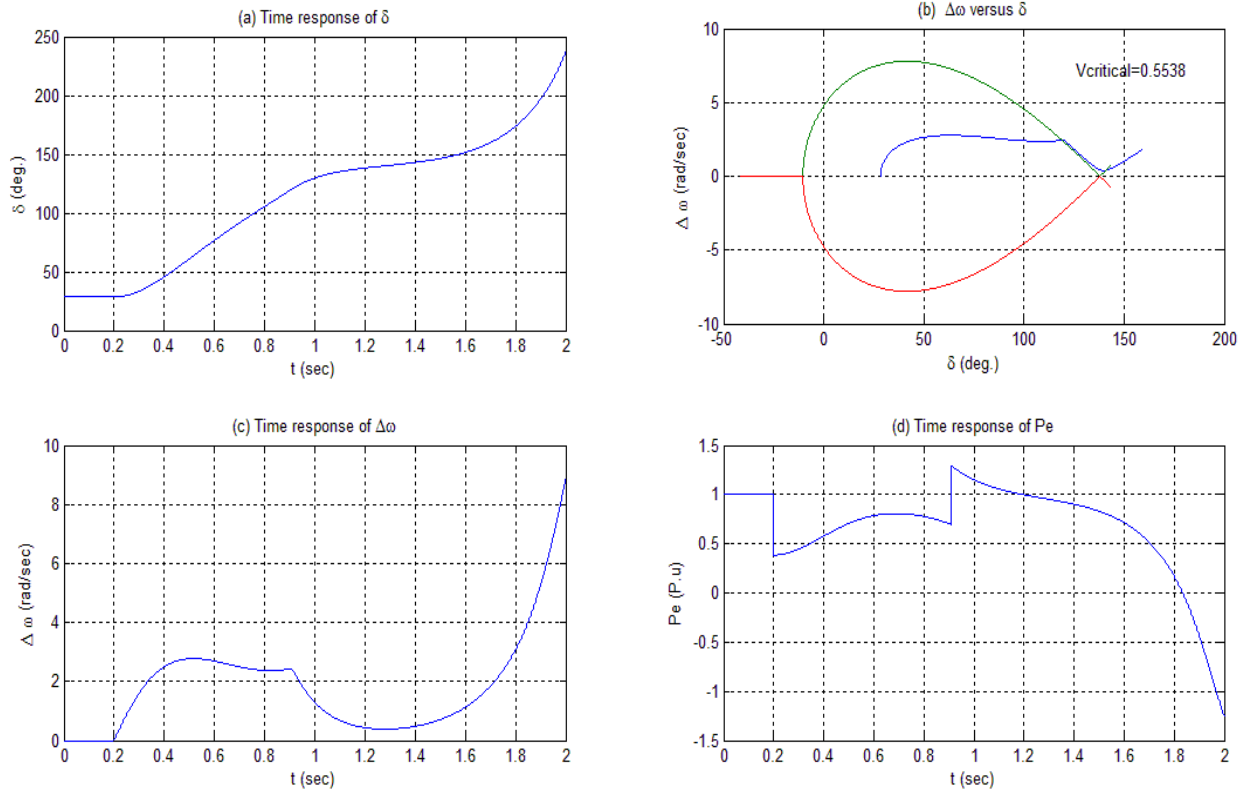 (a) Time response of δ
250
200
150
100
50
0
δ (deg.)
0 0.2 0.4 0.6 0.8 1 1.2 1.4 1.6 1.8 2
t (sec)
(b) Δω versus δ
10
5
0
-5
-10
Δ ω (rad/sec)
Vcritical=0.5538
-50 0 50 100 150 200
δ (deg.)
(c) Time response of Δω
10
8
6
4
2
0
Δ ω (rad/sec)
0 0.2 0.4 0.6 0.8 1 1.2 1.4 1.6 1.8 2
t (sec)
(d) Time response of Pe
1.5
1
0.5
0
-0.5
-1
-1.5
Pe (P.u)
0 0.2 0.4 0.6 0.8 1 1.2 1.4 1.6 1.8 2
t (sec)